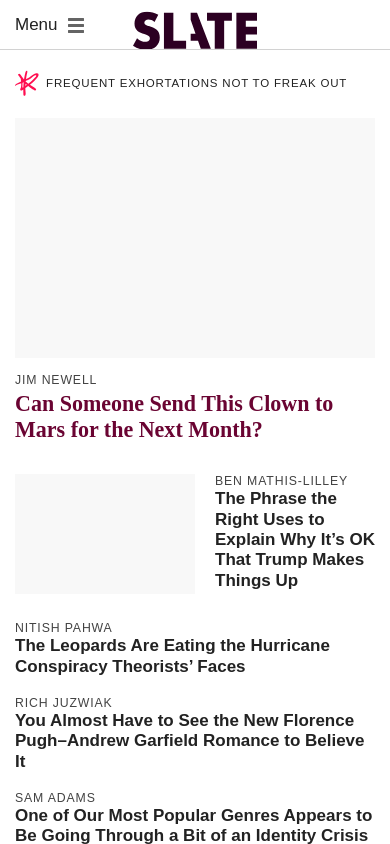 Menu
SLATE
FREQUENT EXHORTATIONS NOT TO FREAK OUT
JIM NEWELL
Can Someone Send This Clown to
Mars for the Next Month?
BEN MATHIS-LILLEY
The Phrase the
Right Uses to
Explain Why It’s OK
That Trump Makes
Things Up
NITISH PAHWA
The Leopards Are Eating the Hurricane
Conspiracy Theorists’ Faces
RICH JUZWIAK
You Almost Have to See the New Florence
Pugh–Andrew Garfield Romance to Believe
It
SAM ADAMS
One of Our Most Popular Genres Appears to
Be Going Through a Bit of an Identity Crisis